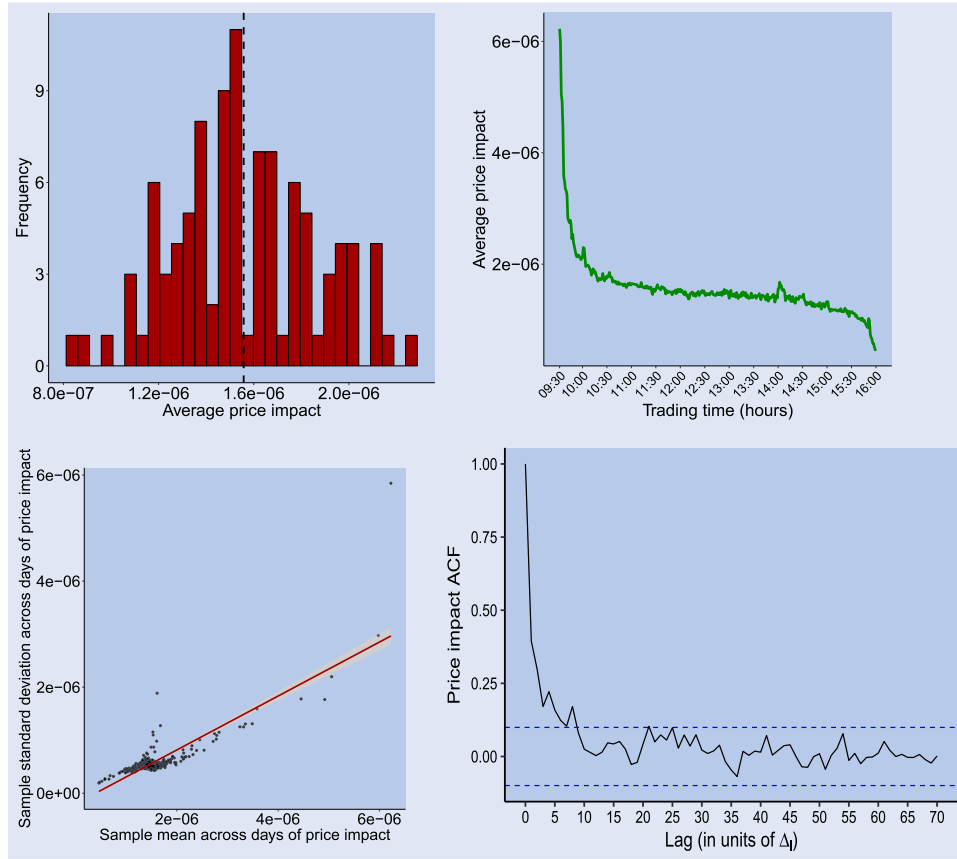 Frequency
9
6
3
0
8.0e−07
1.2e−06
1.6e−06
2.0e−06
Average price impact
Average price impact
6e−06
4e−06
2e−06
09:30
10:00
10:30
11:00
11:30
12:00
12:30
13:00
13:30
14:00
14:30
15:00
15:30
16:00
Trading time (hours)
Sample standard deviation across days of price impact
6e−06
4e−06
2e−06
0e+00
2e−06
4e−06
6e−06
Sample mean across days of price impact
Price impact ACF
1.00
0.75
0.50
0.25
0.00
0 5 10 15 20 25 30 35 40 45 50 55 60 65 70
Lag (in units of Δl)